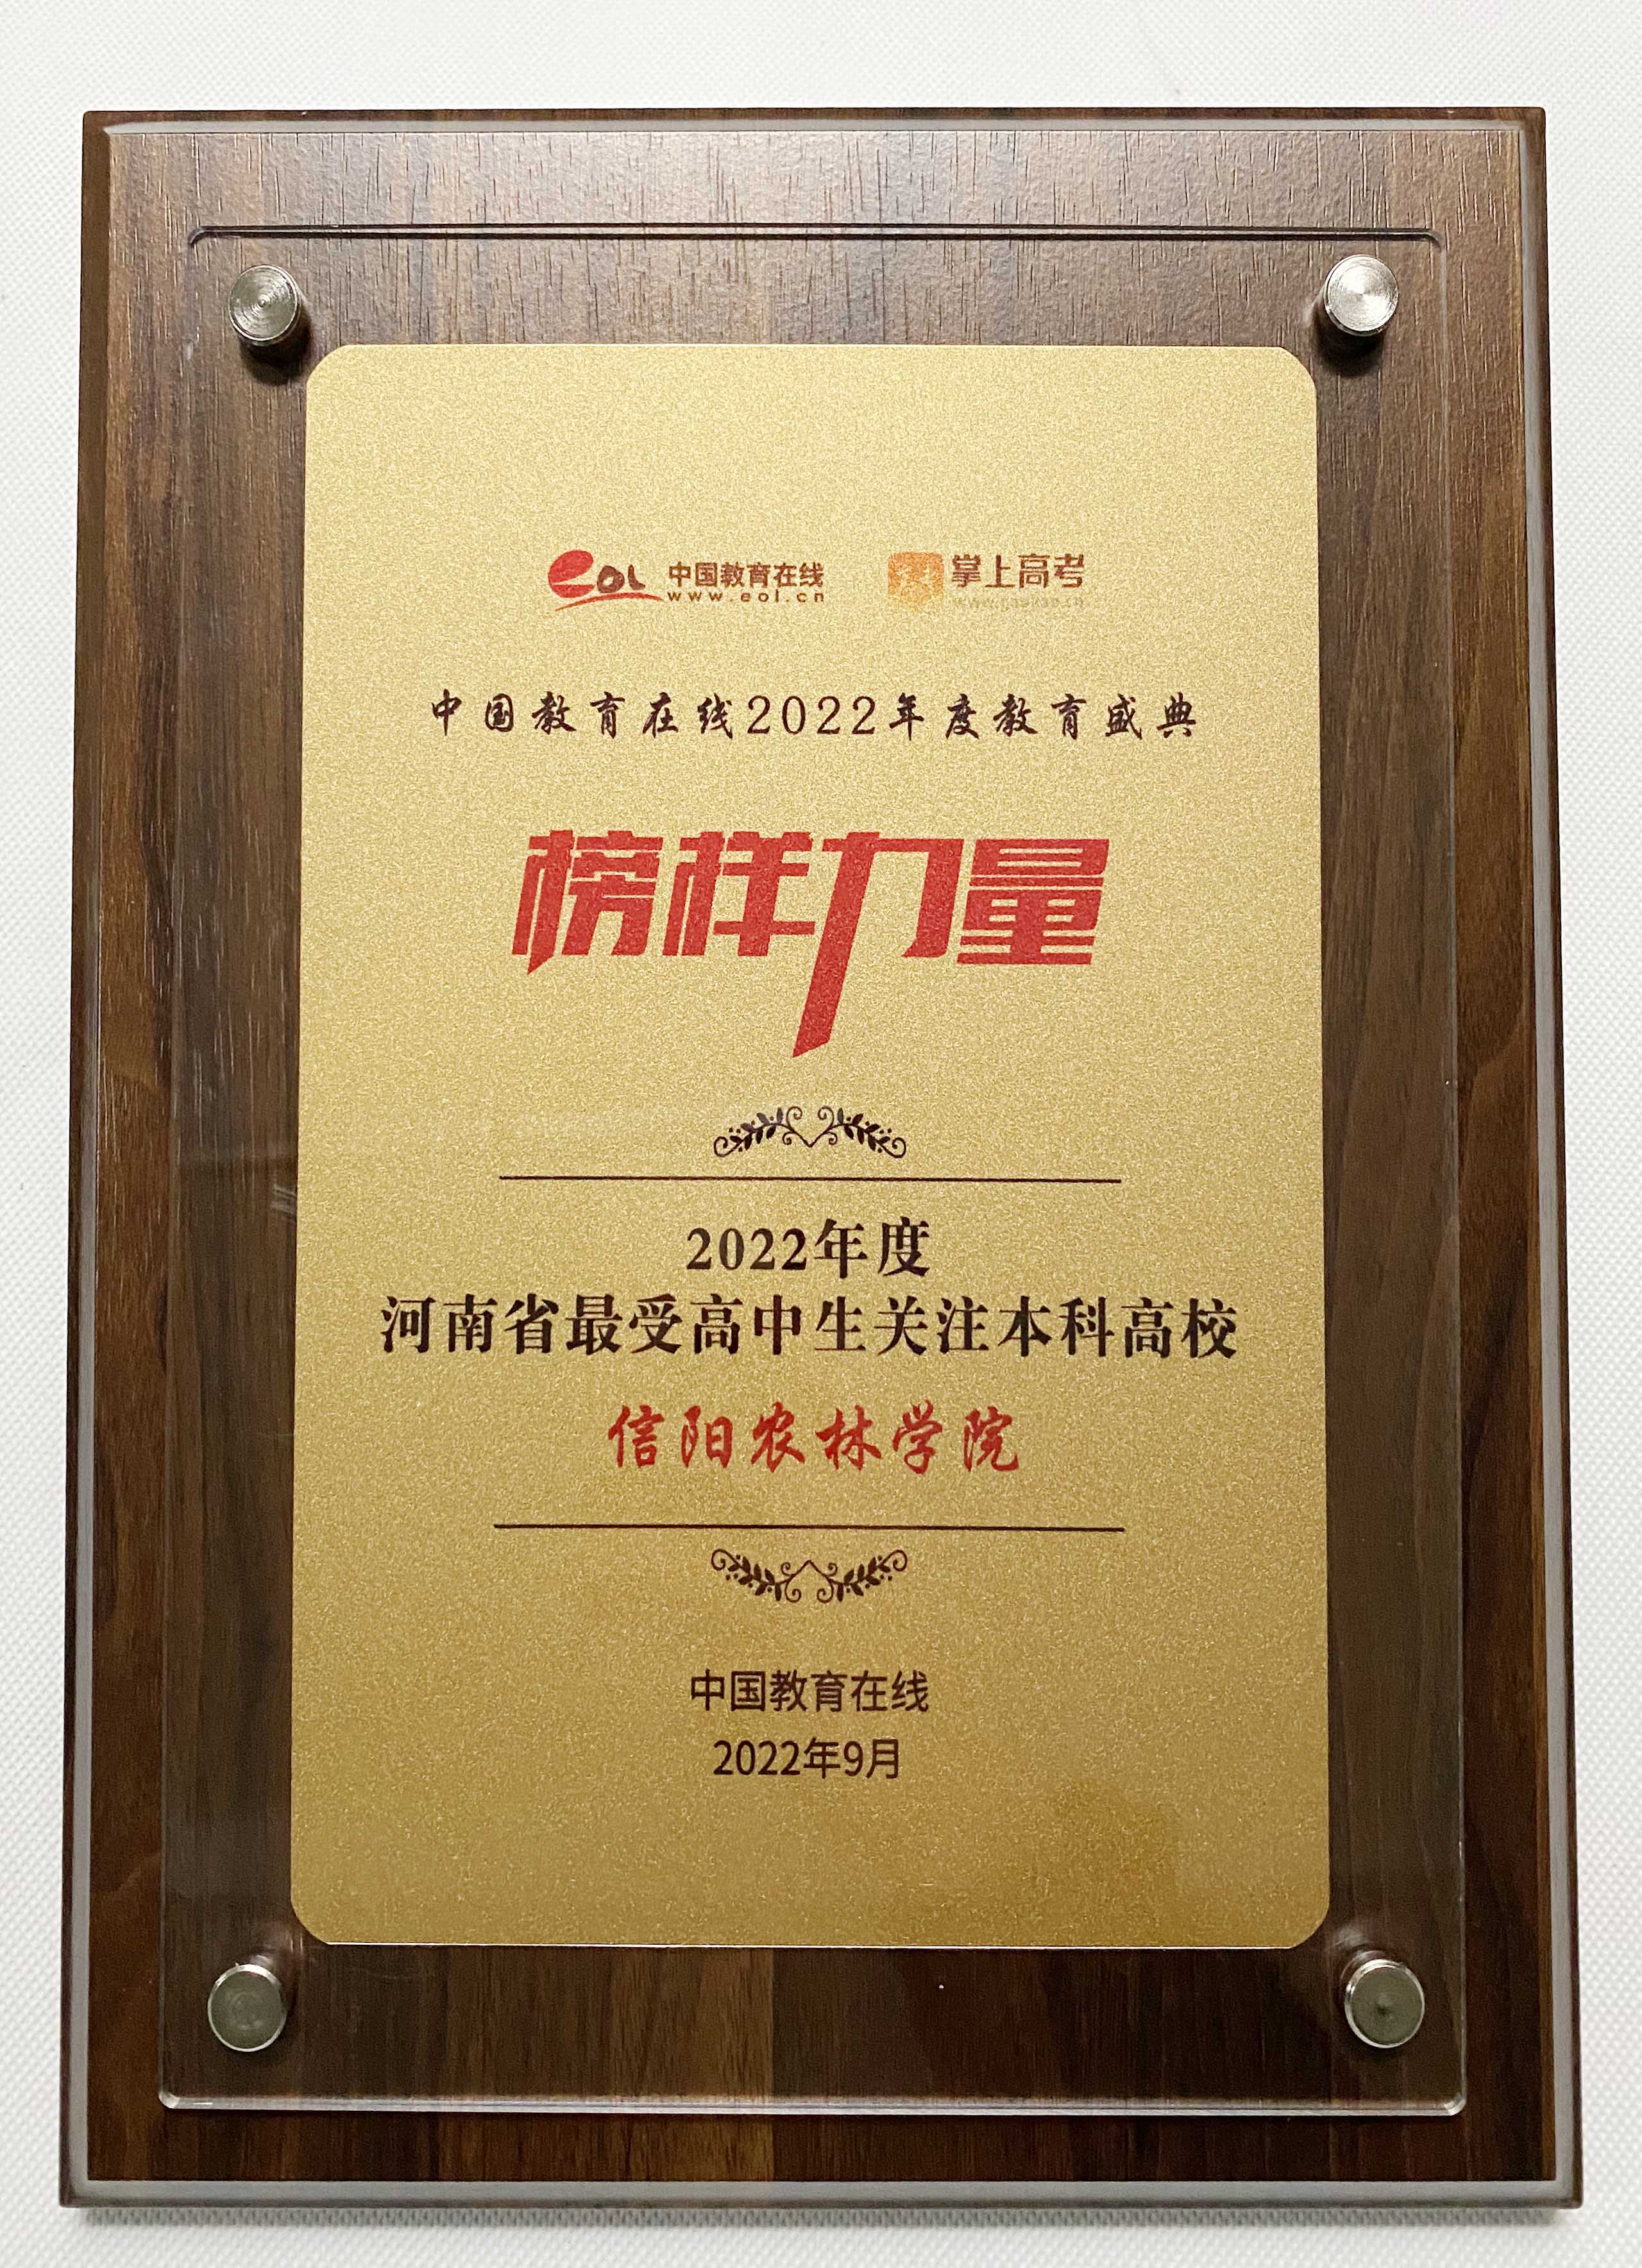 eol 中国教育在线 掌上高考
www.eol.cn
中国教育在线2022年度教育盛典
榜样力量
2022年度
河南省最受高中生关注本科高校
信阳农林学院
中国教育在线
2022年9月